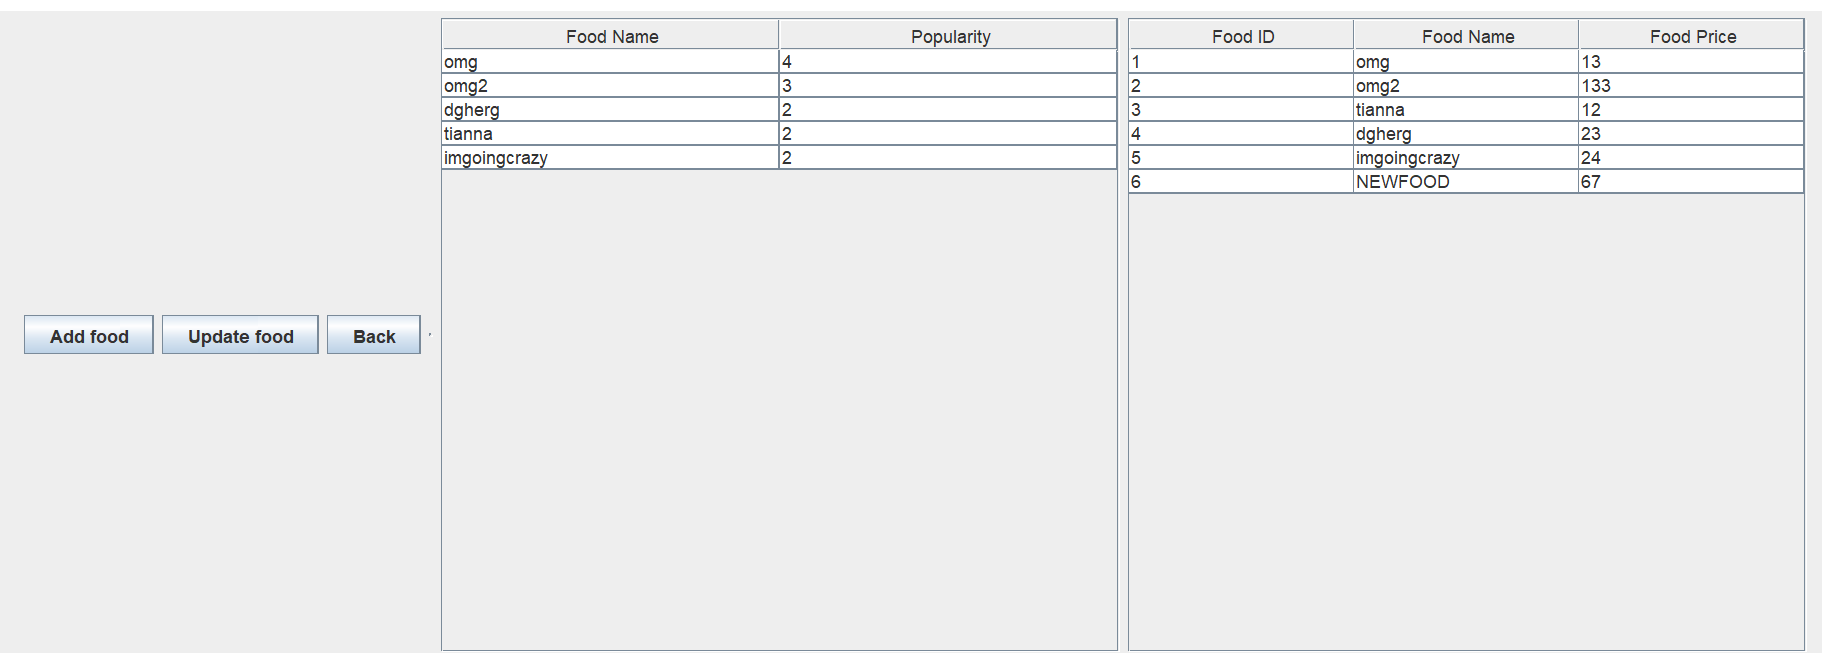 Add food Update food Back
Food Name Popularity
omg 4
omg2 3
dgherg 2
tianna 2
imgoingcrazy 2
Food ID Food Name Food Price
1 omg 13
2 omg2 133
3 tianna 12
4 dgherg 23
5 imgoingcrazy 24
6 NEWFOOD 67